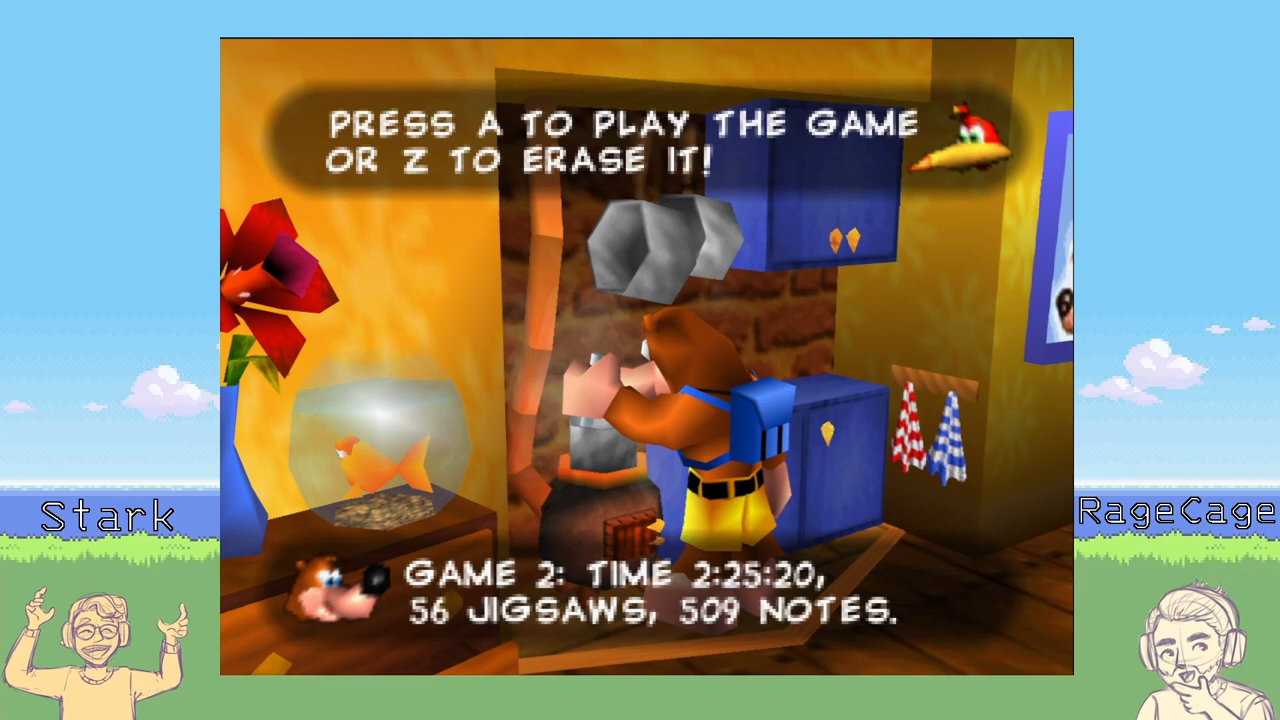 PRESS A TO PLAY THE GAME
OR Z TO ERASE IT!
Stark
RageCage
GAME 2: TIME 2:25:20,
56 JIGSAWS, 509 NOTES.